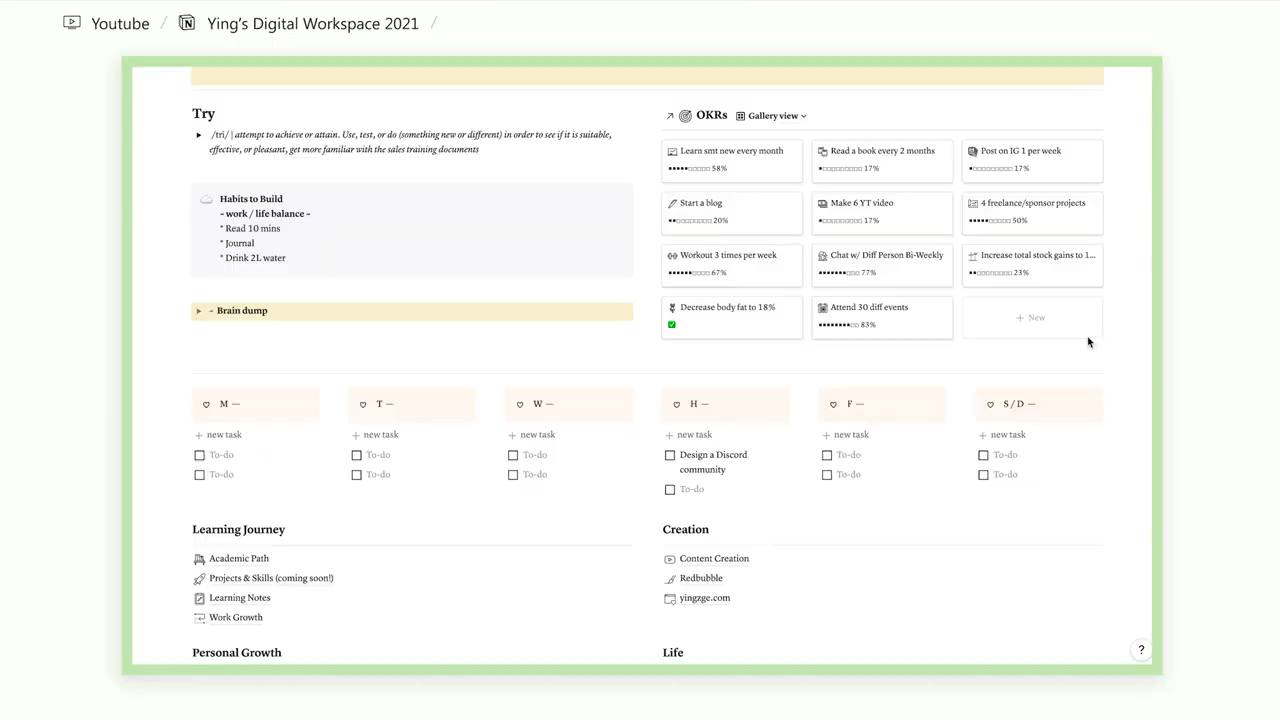 Youtube / Ying's Digital Workspace 2021 /
Try
/trī/ | attempt to achieve or attain. Use, test, or do (something new or different) in order to see if it is suitable,
effective, or pleasant, get more familiar with the sales training documents
Habits to Build
~ work / life balance ~
* Read 10 mins
* Journal
* Drink 2L water
~ Brain dump
OKRs Gallery view
Learn smt new every month
58%
Read a book every 2 months
17%
Post on IG 1 per week
17%
Start a blog
20%
Make 6 YT video
17%
4 freelance/sponsor projects
50%
Workout 3 times per week
67%
Chat w/ Diff Person Bi-Weekly
77%
Increase total stock gains to 1...
23%
Decrease body fat to 18%
Attend 30 diff events
83%
+ New
M —
+ new task
To-do
To-do
T —
+ new task
To-do
To-do
W —
+ new task
To-do
To-do
H —
+ new task
Design a Discord
community
To-do
F —
+ new task
To-do
To-do
S / D —
+ new task
To-do
To-do
Learning Journey
Academic Path
Projects & Skills (coming soon!)
Learning Notes
Work Growth
Creation
Content Creation
Redbubble
yingzge.com
Personal Growth
Life
?